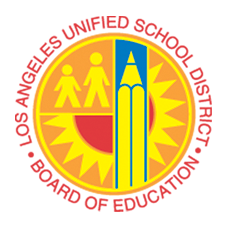 LOS ANGELES UNIFIED SCHOOL DISTRICT •
BOARD OF EDUCATION •